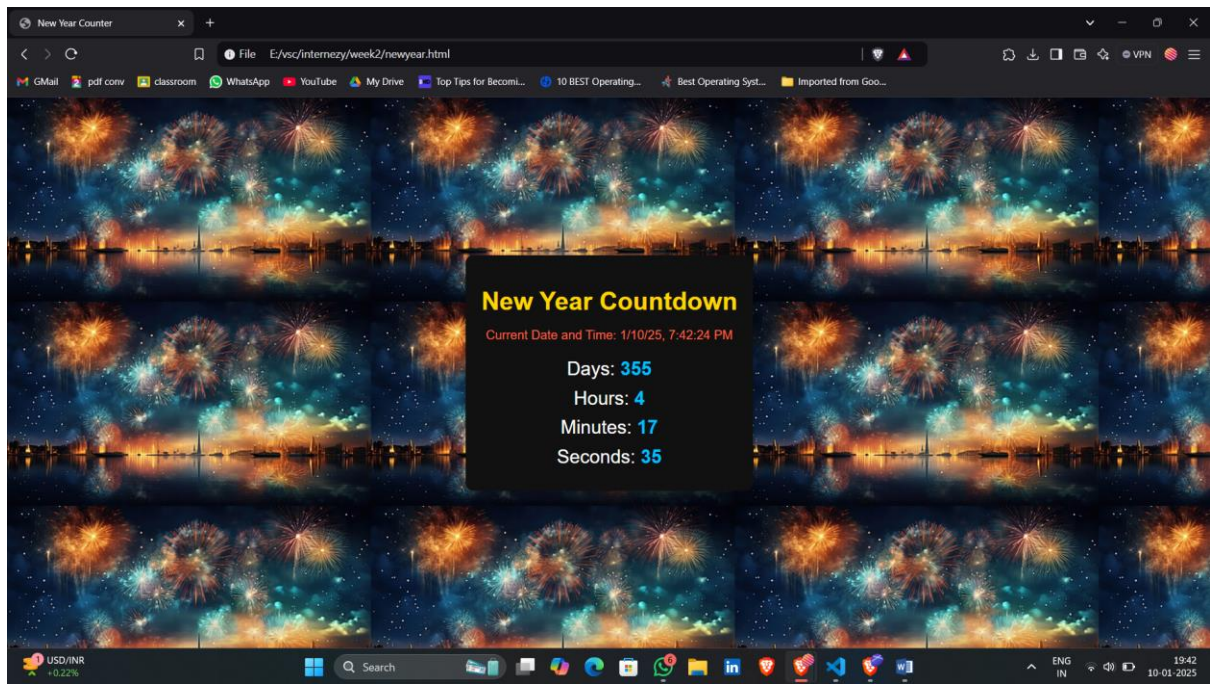 New Year Counter
File E:/vsc/internezy/week2/newyear.html
VPN
GMail pdf conv classroom WhatsApp YouTube My Drive Top Tips for Becomi... 10 BEST Operating... Best Operating Syst... Imported from Goo...
New Year Countdown
Current Date and Time: 1/10/25, 7:42:24 PM
Days: 355
Hours: 4
Minutes: 17
Seconds: 35
1
USD/INR
+0.22%
Search
6
ENG
IN
19:42
10-01-2025